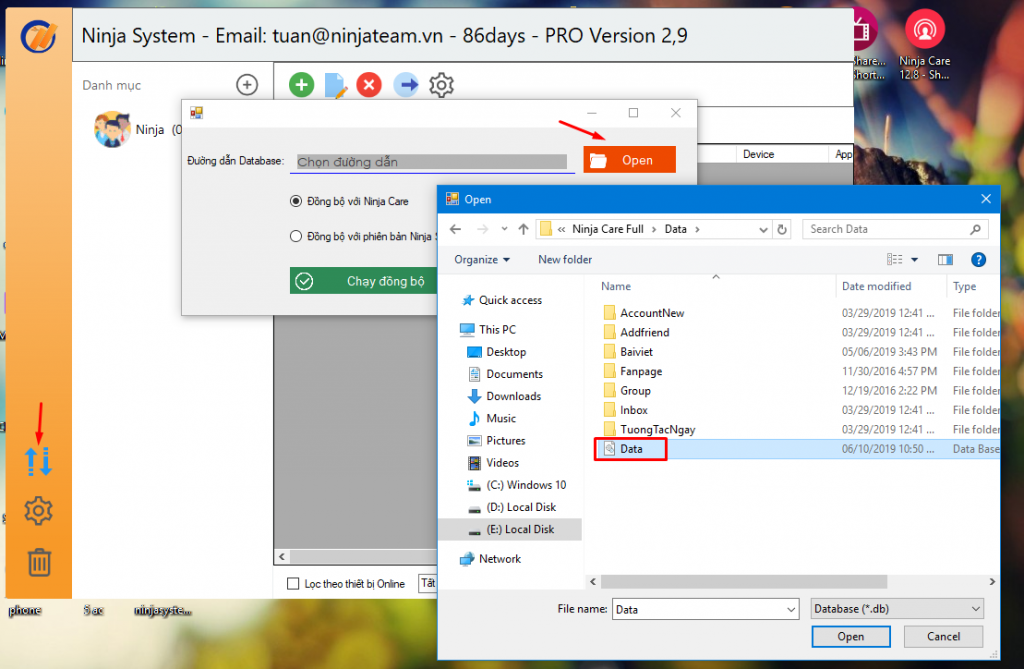 Ninja System - Email: tuan@ninjateam.vn - 86days - PRO Version 2,9
Share...
Short...
Ninja Care
12.8 - Sh...
Danh mục
Ninja (0
Device
App
Đường dẫn Database:
Chọn đường dẫn
Open
Đồng bộ với Ninja Care
Đồng bộ với phiên bản Ninja S
Chạy đồng bộ
Open
« Ninja Care Full › Data ›
Search Data
Organize
New folder
Name
Date modified
Type
AccountNew 03/29/2019 12:41 ... File folder
Addfriend 03/29/2019 12:41 ... File folder
Baiviet 05/06/2019 3:43 PM File folder
Fanpage 11/30/2016 4:57 PM File folder
Group 12/19/2016 2:22 PM File folder
Inbox 03/29/2019 12:41 ... File folder
TuongTacNgay 03/29/2019 12:41 ... File folder
Data 06/10/2019 10:50 ... Data Base
Quick access
This PC
Desktop
Documents
Downloads
Music
Pictures
Videos
(C:) Windows 10
(D:) Local Disk
(E:) Local Disk
Network
Lọc theo thiết bị Online
Tất
File name:
Data
Database (*.db)
Open
Cancel
phone
5 ac
ninjasyste...